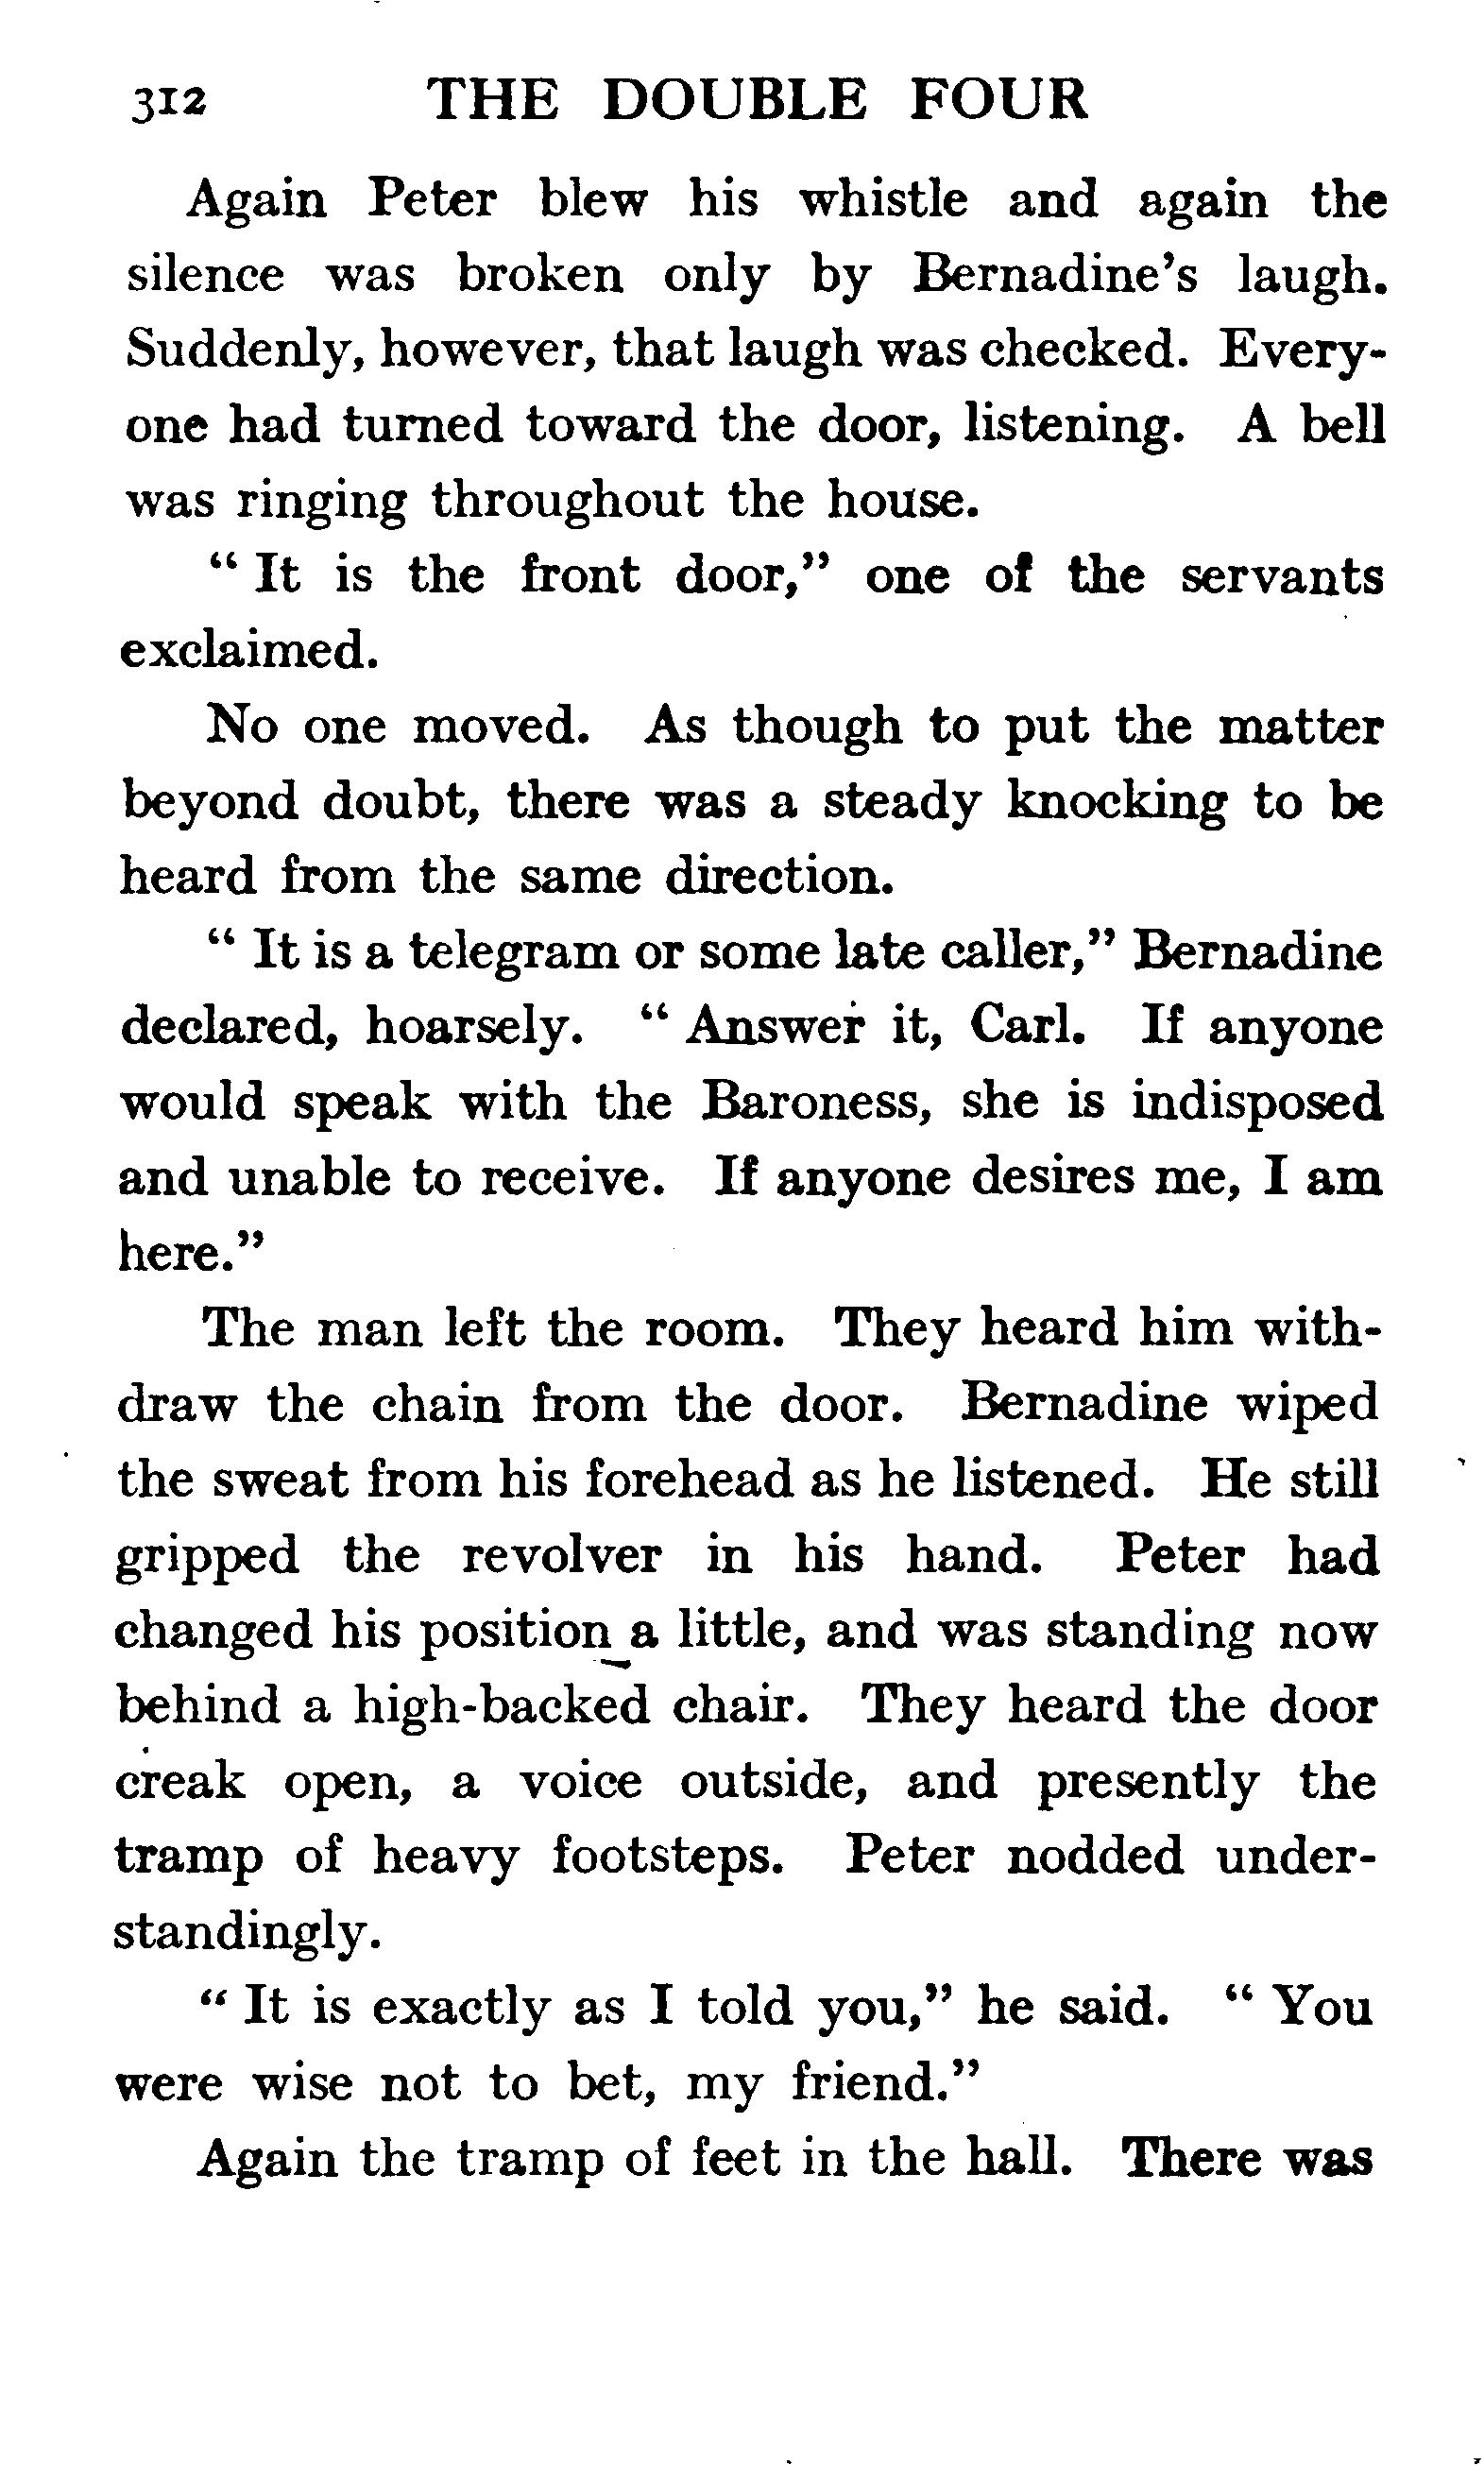 312 THE DOUBLE FOUR
Again Peter blew his whistle and again the
silence was broken only by Bernadine's laugh.
Suddenly, however, that laugh was checked. Every-
one had turned toward the door, listening. A bell
was ringing throughout the house.
" It is the front door," one of the servants
exclaimed.
No one moved. As though to put the matter
beyond doubt, there was a steady knocking to be
heard from the same direction.
" It is a telegram or some late caller," Bernadine
declared, hoarsely. " Answer it, Carl. If anyone
would speak with the Baroness, she is indisposed
and unable to receive. If anyone desires me, I am
here."
The man left the room. They heard him with-
draw the chain from the door. Bernadine wiped
the sweat from his forehead as he listened. He still
gripped the revolver in his hand. Peter had
changed his position a little, and was standing now
behind a high-backed chair. They heard the door
creak open, a voice outside, and presently the
tramp of heavy footsteps. Peter nodded under-
standingly.
" It is exactly as I told you," he said. " You
were wise not to bet, my friend."
Again the tramp of feet in the hall. There was